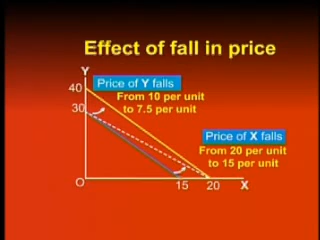 Effect of fall in price
Y
40
Price of Y falls
From 10 per unit
to 7.5 per unit
30
Price of X falls
From 20 per unit
to 15 per unit
O
15
20
X